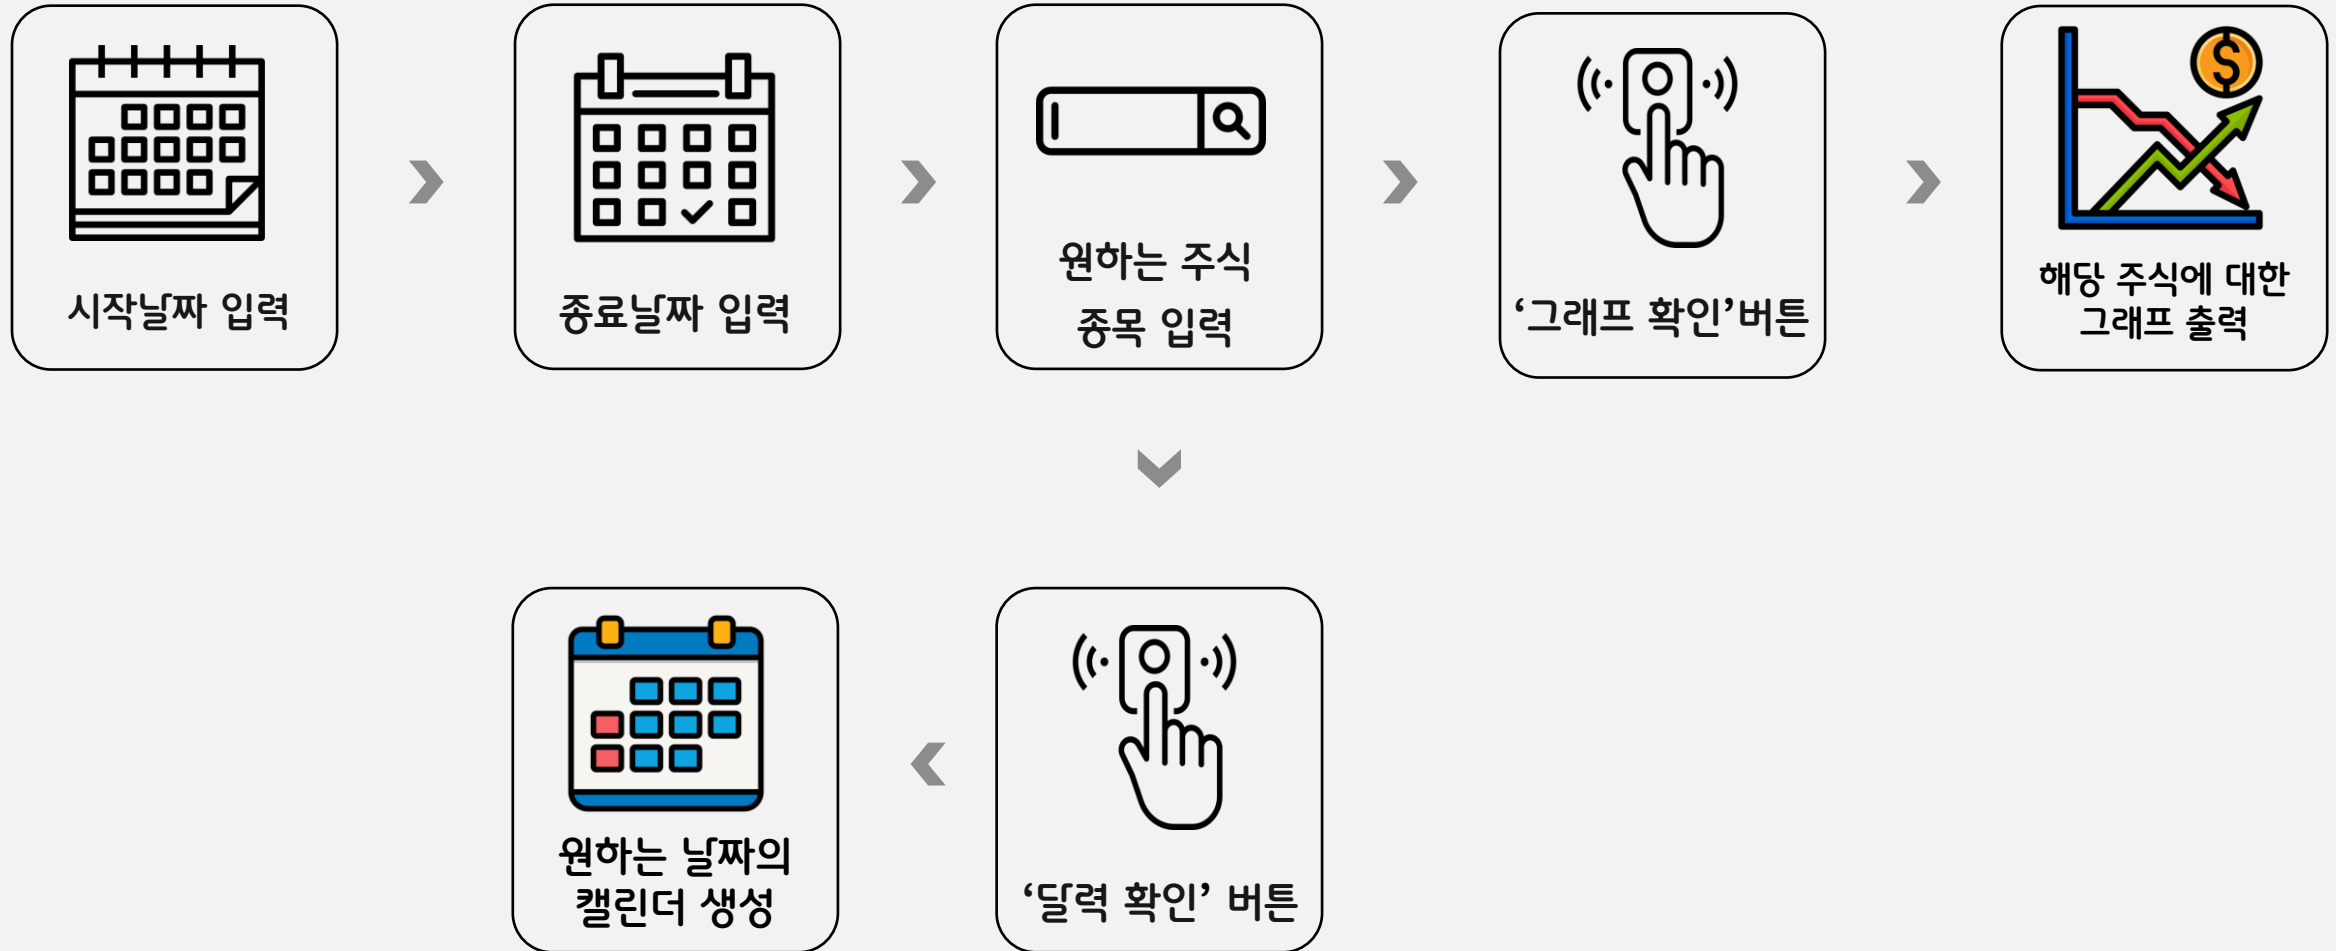 시작날짜 입력
종료날짜 입력
원하는 주식
종목 입력
‘그래프 확인’버튼
해당 주식에 대한
그래프 출력
원하는 날짜의
캘린더 생성
‘달력 확인’ 버튼